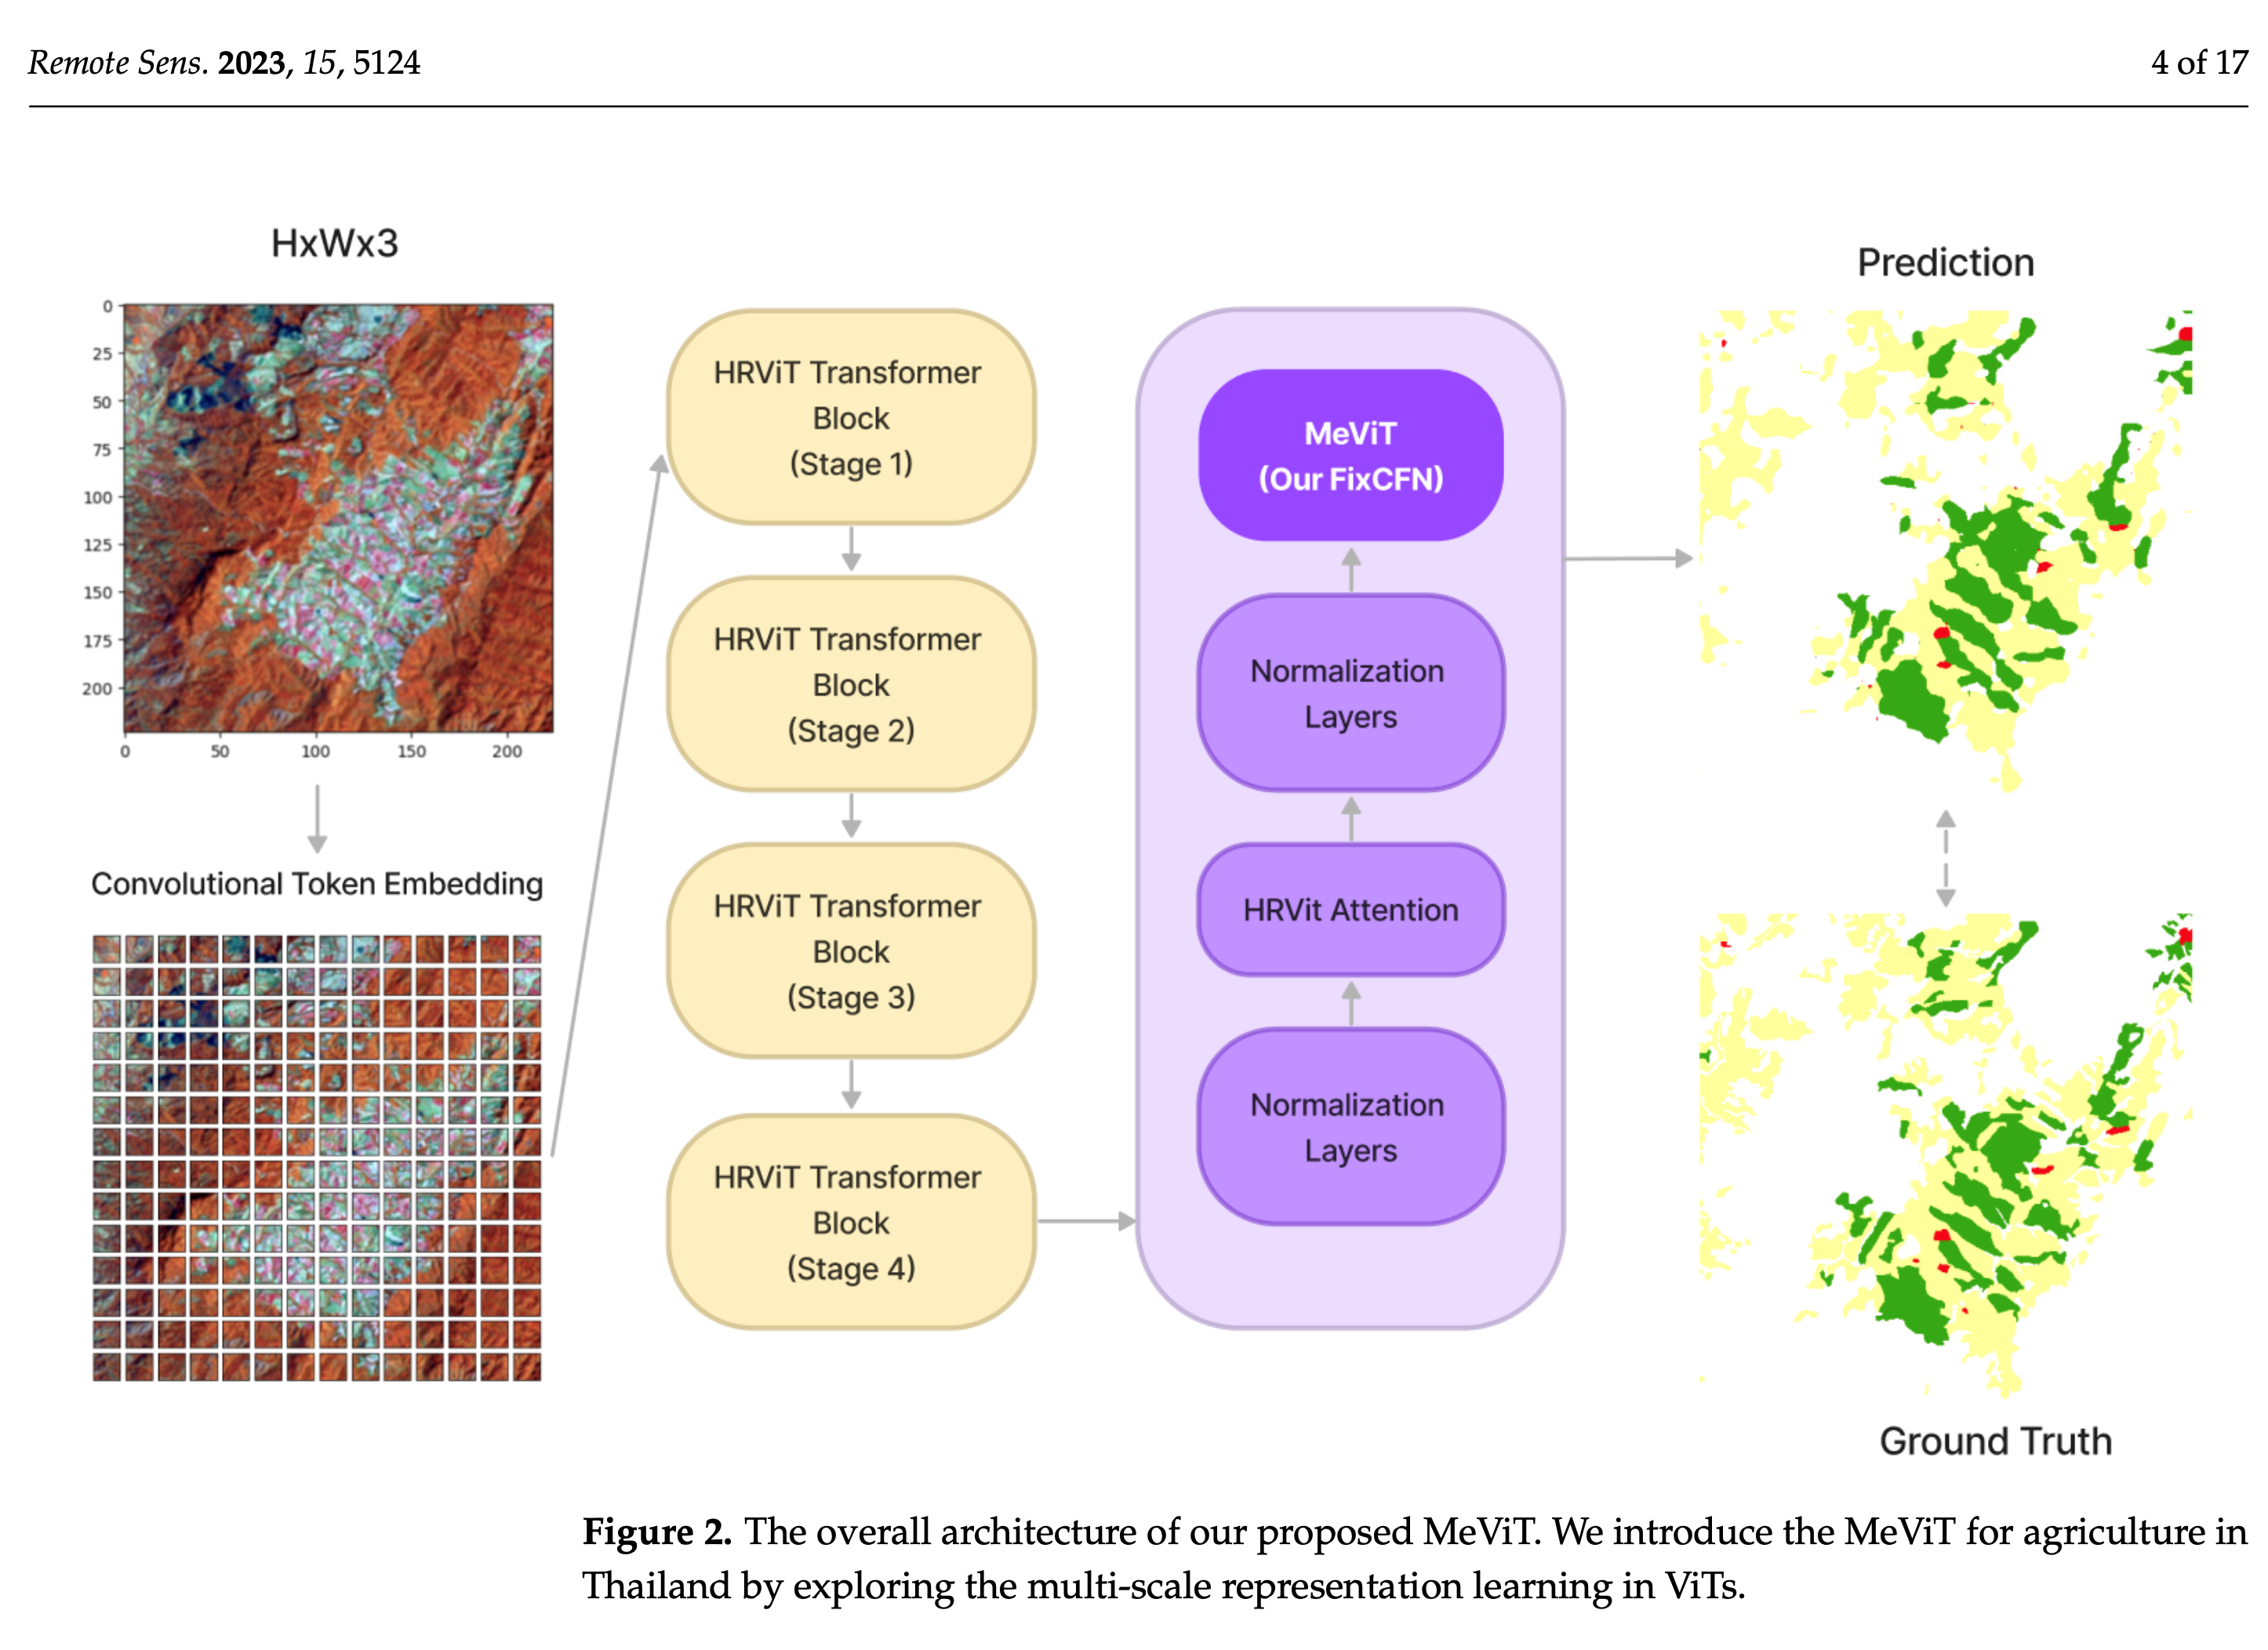 Remote Sens. 2023, 15, 5124
4 of 17
HxWx3
0
25
50
75
100
125
150
175
200
0 50 100 150 200
Convolutional Token Embedding
HRViT Transformer
Block
(Stage 1)
HRViT Transformer
Block
(Stage 2)
HRViT Transformer
Block
(Stage 3)
HRViT Transformer
Block
(Stage 4)
MeViT
(Our FixCFN)
Normalization
Layers
HRVit Attention
Normalization
Layers
Prediction
Ground Truth
Figure 2. The overall architecture of our proposed MeViT. We introduce the MeViT for agriculture in
Thailand by exploring the multi-scale representation learning in ViTs.